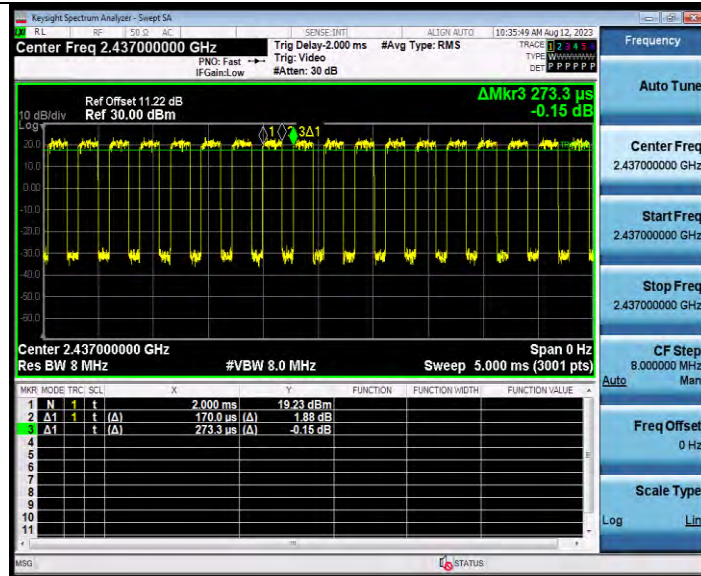 Keysight Spectrum Analyzer - Swept SA
LXI RL RF 50 Ω AC SENSE:INT ALIGN AUTO 10:35:49 AM Aug 12, 2023
Center Freq 2.437000000 GHz
PNO: Fast
IFGain:Low
Trig Delay-2.000 ms
Trig: Video
#Atten: 30 dB
#Avg Type: RMS
TRACE 1 2 3 4 5 6
TYPE
DET P P P P P P
ΔMkr3 273.3 µs
-0.15 dB
Ref Offset 11.22 dB
10 dB/div Ref 30.00 dBm
Log
20.0
10.0
0.00
-10.0
-20.0
-30.0
-40.0
-50.0
-60.0
1 2 3Δ1
Center 2.437000000 GHz Span 0 Hz
Res BW 8 MHz #VBW 8.0 MHz Sweep 5.000 ms (3001 pts)
MKR MODE TRC SCL X Y FUNCTION FUNCTION WIDTH FUNCTION VALUE
1 N 1 t 2.000 ms 19.23 dBm
2 Δ1 1 t (Δ) 170.0 µs (Δ) 1.88 dB
3 Δ1 t (Δ) 273.3 µs (Δ) -0.15 dB
4
5
6
7
8
9
10
11
MSG STATUS
Frequency
Auto Tune
Center Freq
2.437000000 GHz
Start Freq
2.437000000 GHz
Stop Freq
2.437000000 GHz
CF Step
8.000000 MHz
Auto Man
Freq Offset
0 Hz
Scale Type
Log Lin